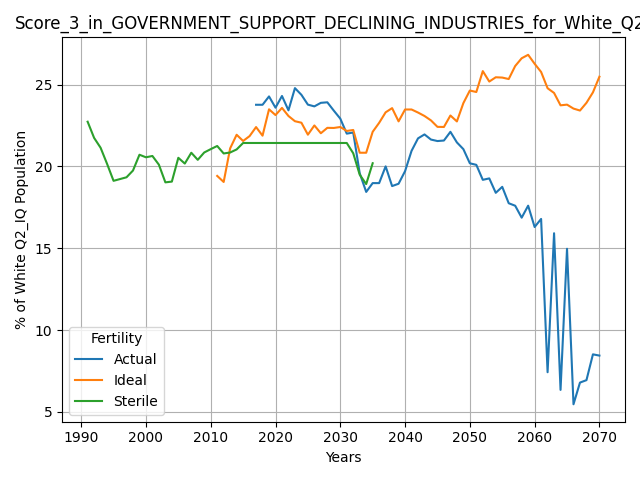 Score_3_in_GOVERNMENT_SUPPORT_DECLINING_INDUSTRIES_for_White_Q2
% of White Q2_IQ Population
25
20
15
10
5
Fertility
Actual
Ideal
Sterile
1990 2000 2010 2020 2030 2040 2050 2060 2070
Years